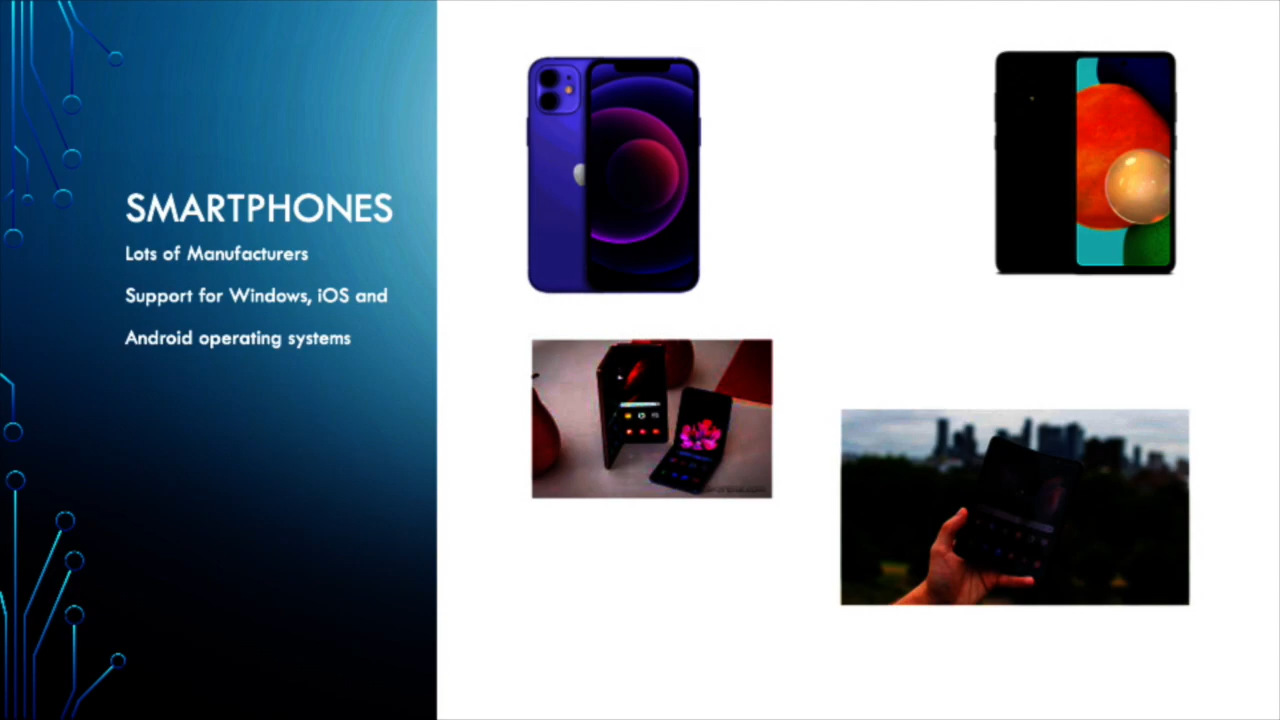 SMARTPHONES
Lots of Manufacturers
Support for Windows, iOS and
Android operating systems